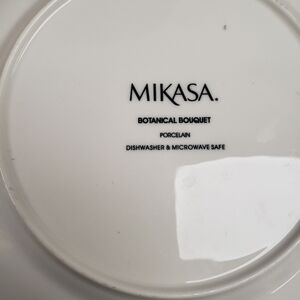 MIKASA.
BOTANICAL BOUQUET
PORCELAIN
DISHWASHER & MICROWAVE SAFE